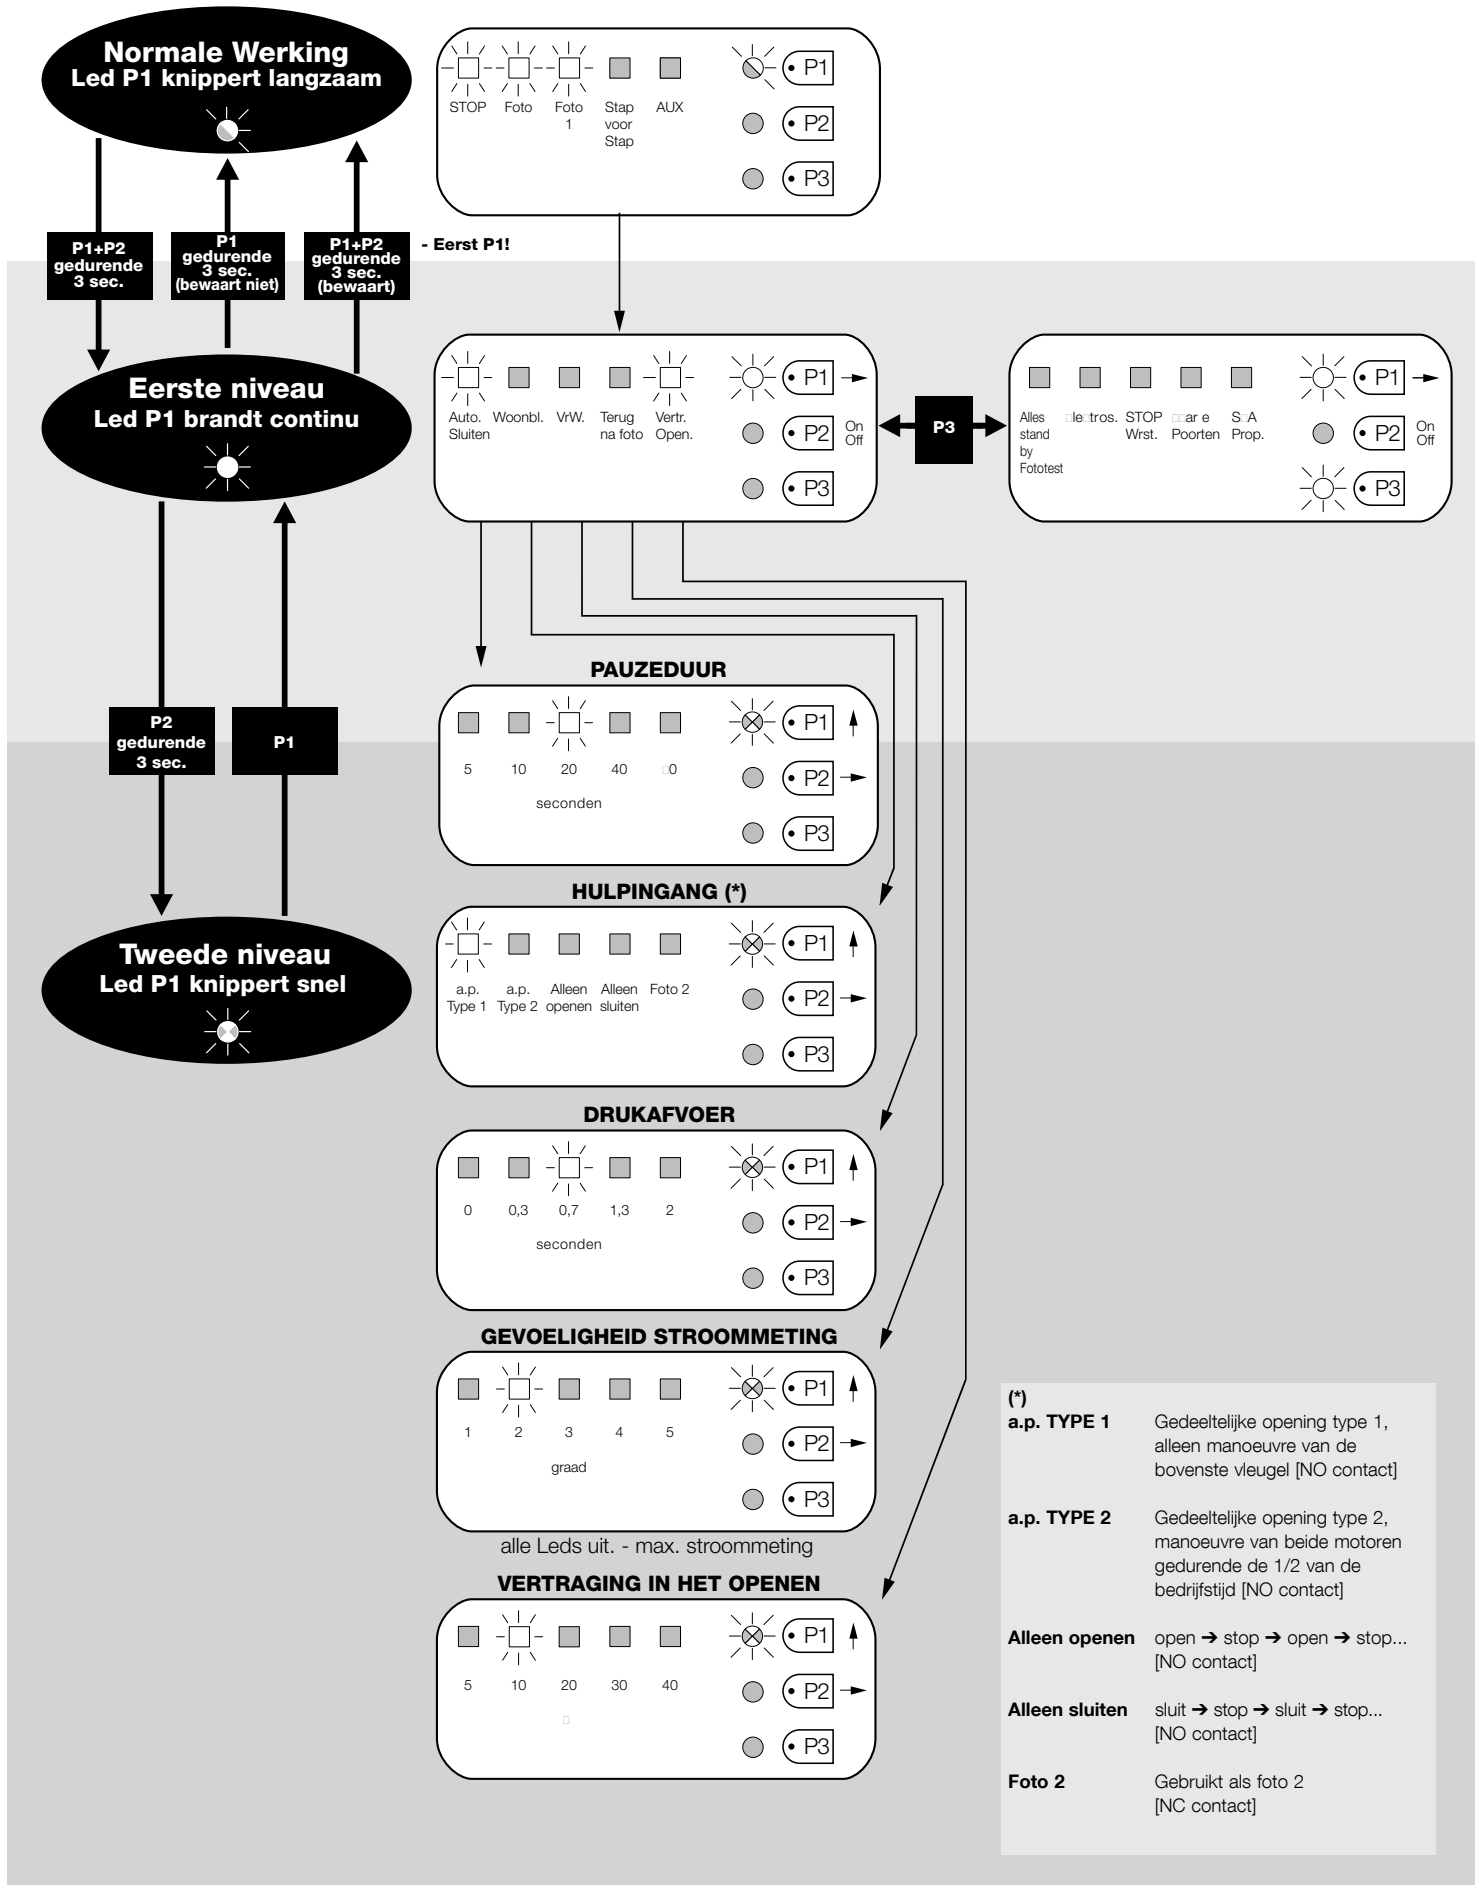 Normale Werking
Led P1 knippert langzaam
STOP Foto Foto 1 Stap voor Stap AUX
P1
P2
P3
P1+P2
gedurende
3 sec.
P1
gedurende
3 sec.
(bewaart niet)
P1+P2
gedurende
3 sec.
(bewaart)
- Eerst P1!
Eerste niveau
Led P1 brandt continu
Auto. Woonbl. VrW. Terug Vertr.
Sluiten na foto Open.
P1
P2 On Off
P3
P3
Alles STOP
stand Wrst. Poorten Prop.
by
Fototest
P1
P2 On Off
P3
P2
gedurende
3 sec.
P1
Tweede niveau
Led P1 knippert snel
PAUZEDUUR
5 10 20 40
seconden
P1
P2
P3
HULPINGANG (*)
a.p. a.p. Alleen Alleen Foto 2
Type 1 Type 2 openen sluiten
P1
P2
P3
DRUKAFVOER
0 0,3 0,7 1,3 2
seconden
P1
P2
P3
GEVOELIGHEID STROOMMETING
1 2 3 4 5
graad
P1
P2
P3
alle Leds uit. - max. stroommeting
VERTRAGING IN HET OPENEN
5 10 20 30 40
P1
P2
P3
(*)
a.p. TYPE 1 Gedeeltelijke opening type 1,
alleen manoeuvre van de
bovenste vleugel [NO contact]
a.p. TYPE 2 Gedeeltelijke opening type 2,
manoeuvre van beide motoren
gedurende de 1/2 van de
bedrijfstijd [NO contact]
Alleen openen open ➔ stop ➔ open ➔ stop...
[NO contact]
Alleen sluiten sluit ➔ stop ➔ sluit ➔ stop...
[NO contact]
Foto 2 Gebruikt als foto 2
[NC contact]